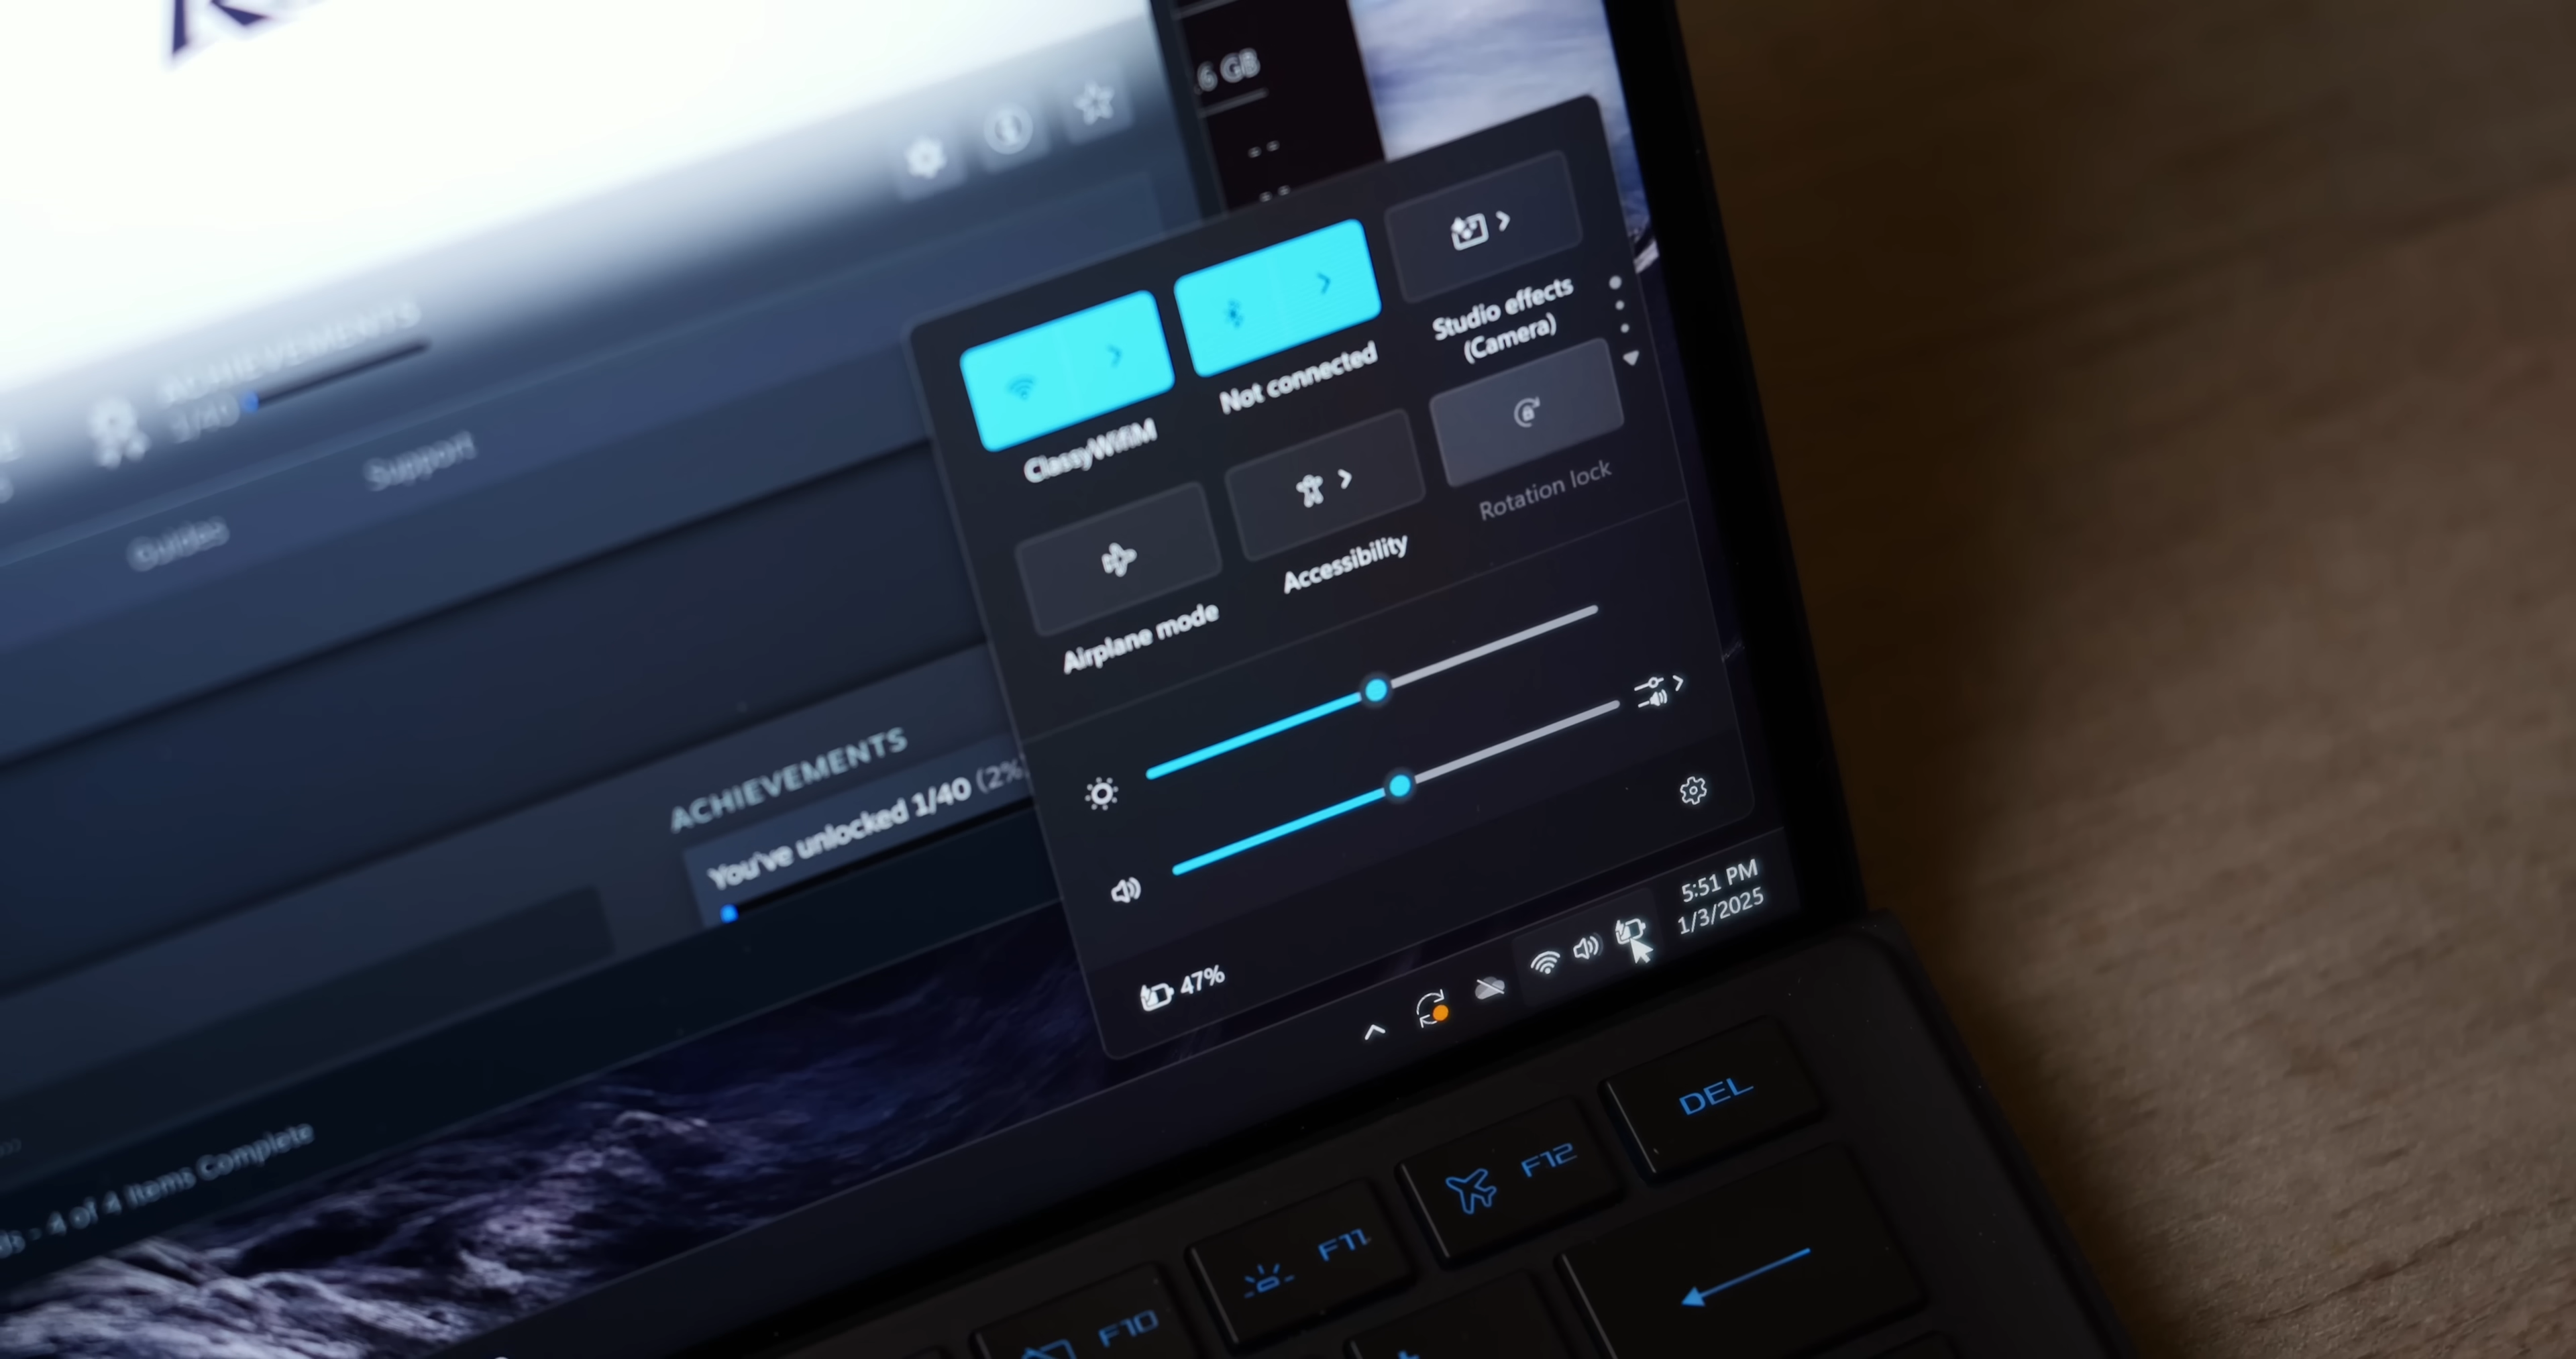 .6 GB
--
ACHIEVEMENTS
1/40
Support
Guides
ACHIEVEMENTS
You've unlocked 1/40 (2%
4 of 4 Items Complete
ClassyWifiM
Not connected
Studio effects
(Camera)
Airplane mode
Accessibility
Rotation lock
47%
5:51 PM
1/3/2025
DEL
F12
F11
F10